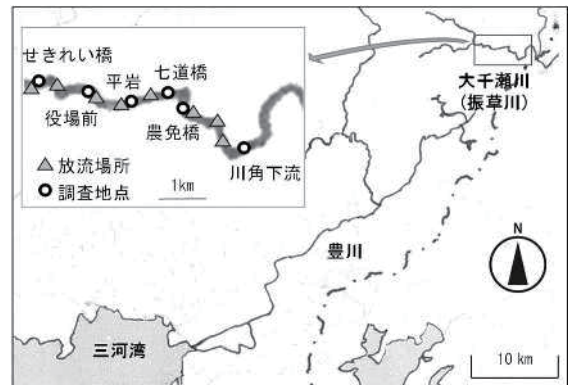 せきれい橋
平岩
七道橋
役場前
農免橋
放流場所
調査地点
1km
川角下流
大千瀬川
(振草川)
豊川
N
三河湾
10 km